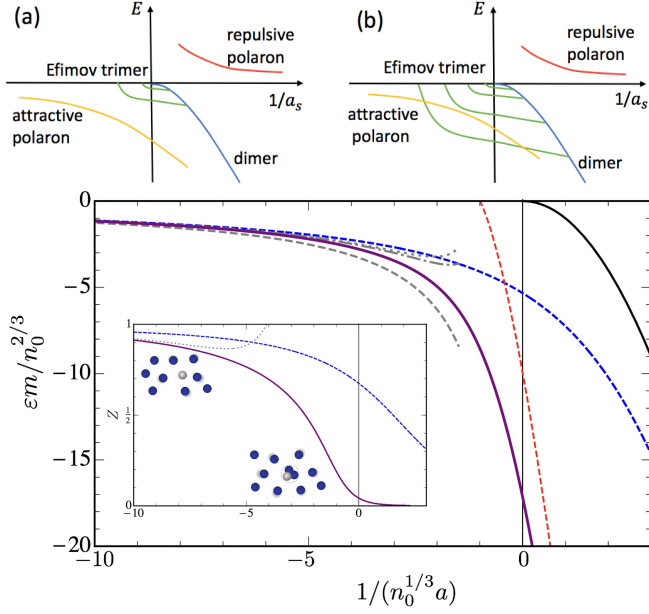 (a)
E
repulsive
polaron
Efimov trimer
1/a_s
attractive
polaron
dimer
(b)
E
repulsive
polaron
Efimov trimer
1/a_s
attractive
polaron
dimer
0
−5
−10
−15
−20
εm/n_0^{2/3}
1
1/2
0
Z
−10
−5
0
−10
−5
0
1/(n_0^{1/3}a)